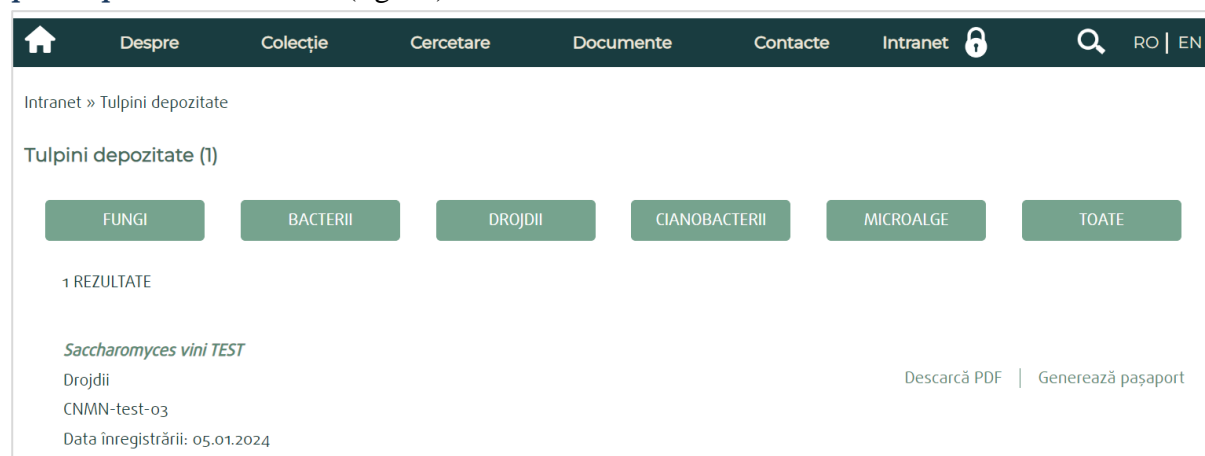 Despre Colecție Cercetare Documente Contacte Intranet RO | EN
Intranet » Tulpini depozitate
Tulpini depozitate (1)
FUNGI BACTERII DROJDII CIANOBACTERII MICROALGE TOATE
1 REZULTATE
Saccharomyces vini TEST
Drojdii
Descarcă PDF | Generează pașaport
CNMN-test-03
Data înregistrării: 05.01.2024